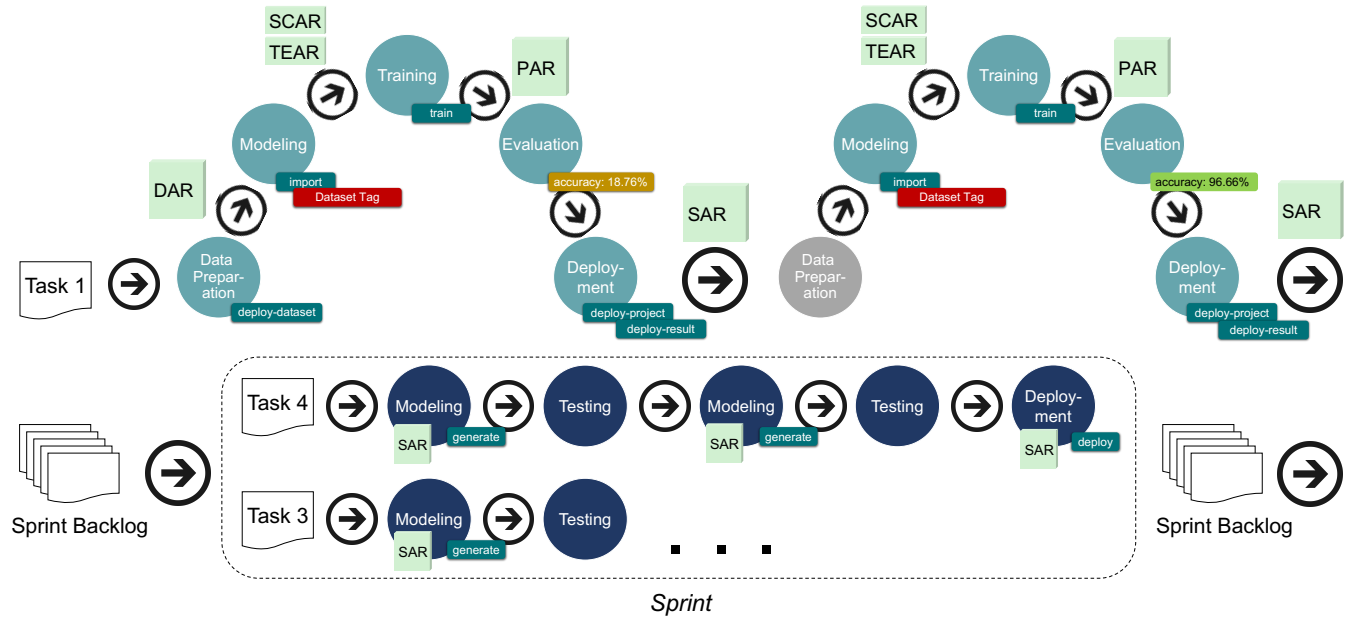 SCAR
TEAR
Training
train
PAR
Modeling
import
Dataset Tag
Evaluation
accuracy: 18.76%
DAR
SAR
Task 1
Data
Prepar-
ation
deploy-dataset
Deploy-
ment
deploy-project
deploy-result
SCAR
TEAR
Training
train
PAR
Modeling
import
Dataset Tag
Evaluation
accuracy: 96.66%
SAR
Data
Prepar-
ation
Deploy-
ment
deploy-project
deploy-result
Task 4
Modeling
SAR
generate
Testing
Modeling
SAR
generate
Testing
Deploy-
ment
SAR
deploy
Sprint Backlog
Task 3
Modeling
SAR
generate
Testing
Sprint Backlog
Sprint